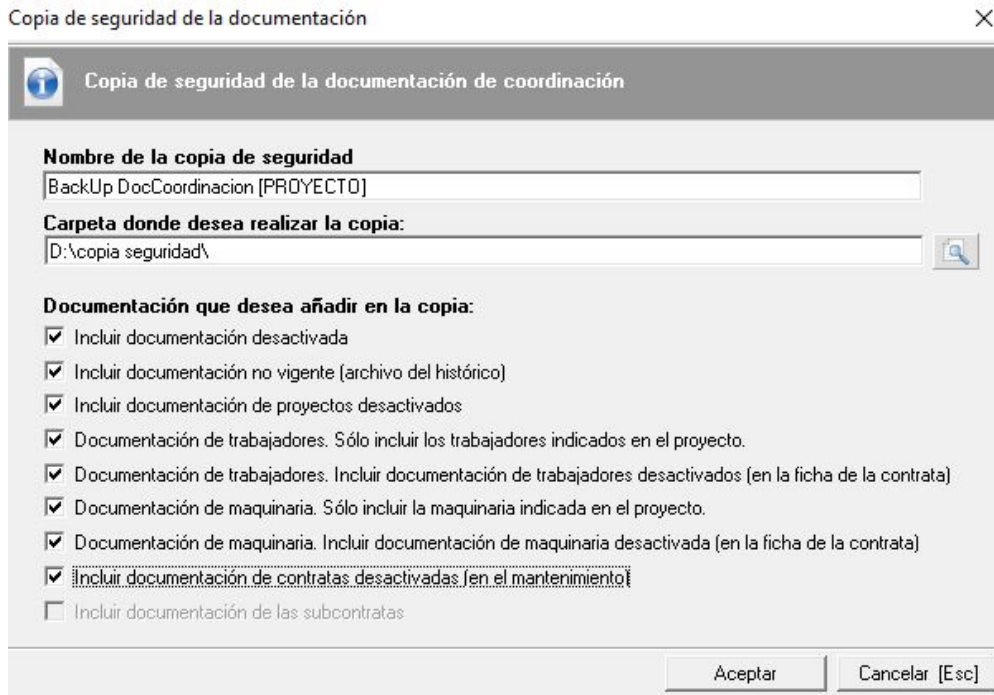 Copia de seguridad de la documentación
Copia de seguridad de la documentación de coordinación
Nombre de la copia de seguridad
BackUp DocCoordinacion [PROYECTO]
Carpeta donde desea realizar la copia:
D:\copia seguridad\
Documentación que desea añadir en la copia:
Incluir documentación desactivada
Incluir documentación no vigente (archivo del histórico)
Incluir documentación de proyectos desactivados
Documentación de trabajadores. Sólo incluir los trabajadores indicados en el proyecto.
Documentación de trabajadores. Incluir documentación de trabajadores desactivados (en la ficha de la contrata)
Documentación de maquinaria. Sólo incluir la maquinaria indicada en el proyecto.
Documentación de maquinaria. Incluir documentación de maquinaria desactivada (en la ficha de la contrata)
Incluir documentación de contratas desactivadas (en el mantenimiento)
Incluir documentación de las subcontratas
Aceptar Cancelar [Esc]